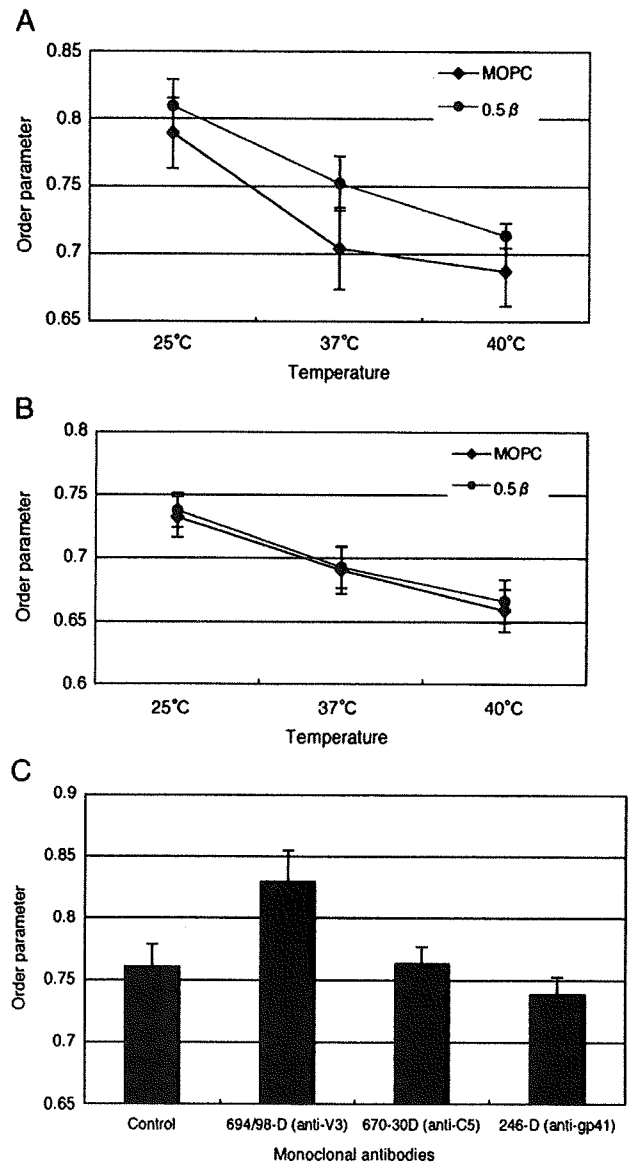 A
0.85
0.8
0.75
0.7
0.65
Order parameter
MOPC
0.5β
25°C
37°C
40°C
Temperature
B
0.8
0.75
0.7
0.65
0.6
Order parameter
MOPC
0.5β
25°C
37°C
40°C
Temperature
C
0.9
0.85
0.8
0.75
0.7
0.65
Order parameter
Control
694/98-D (anti-V3)
670-30D (anti-C5)
246-D (anti-gp41)
Monoclonal antibodies